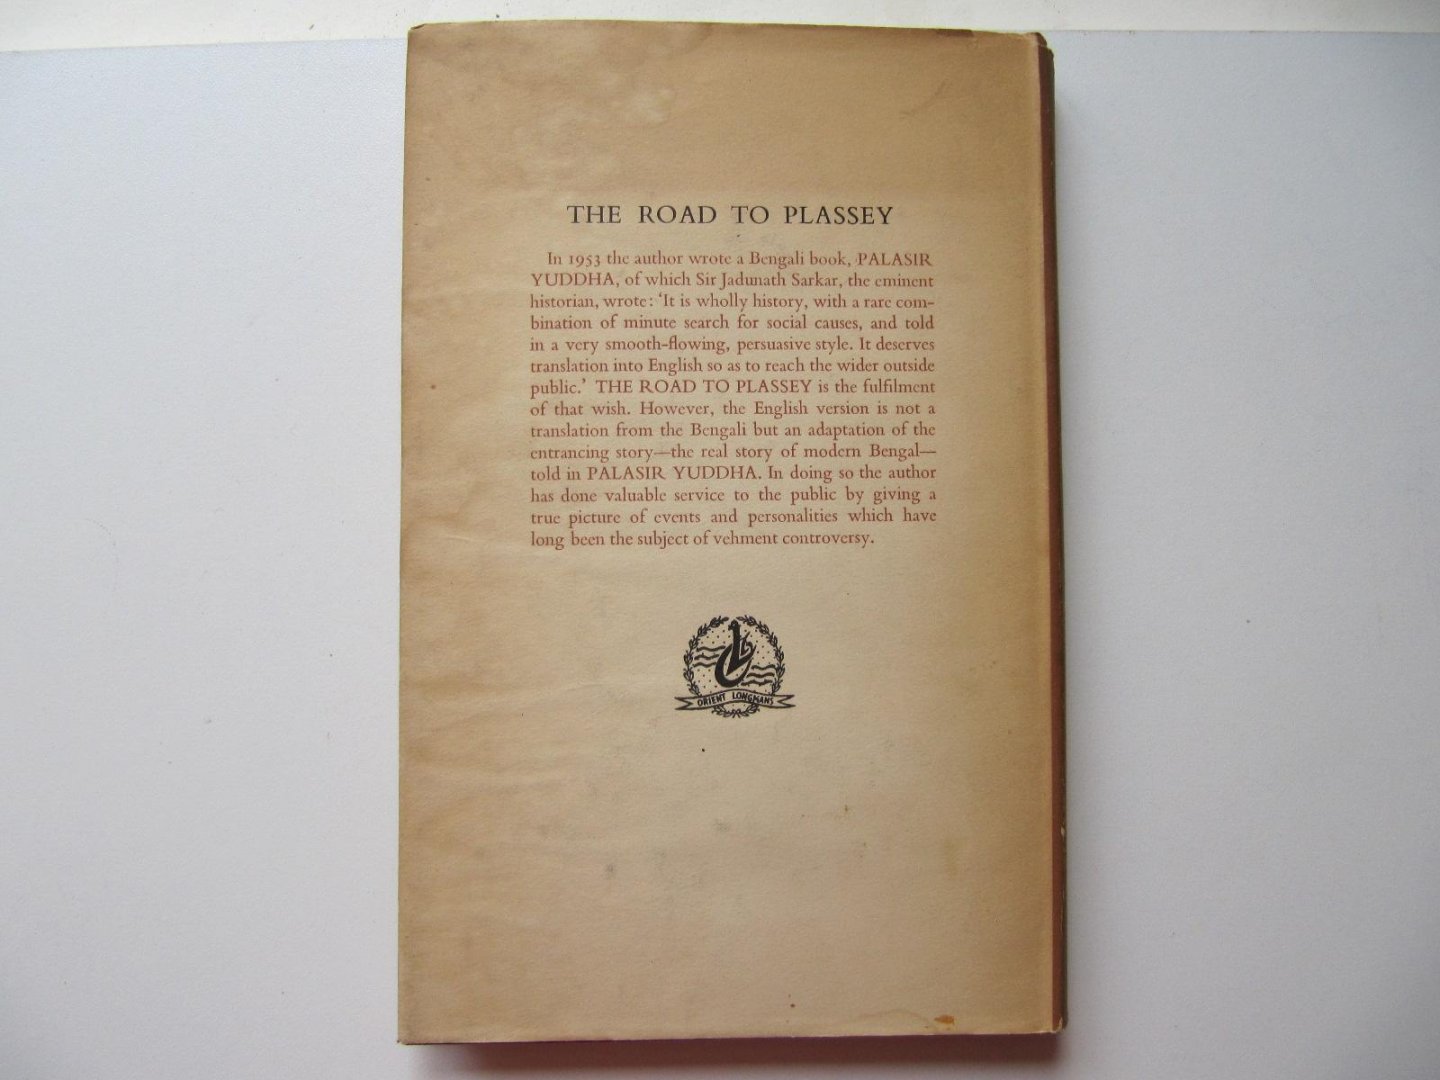 THE ROAD TO PLASSEY
In 1953 the author wrote a Bengali book, PALASIR
YUDDHA, of which Sir Jadunath Sarkar, the eminent
historian, wrote: 'It is wholly history, with a rare com-
bination of minute search for social causes, and told
in a very smooth-flowing, persuasive style. It deserves
translation into English so as to reach the wider outside
public.' THE ROAD TO PLASSEY is the fulfilment
of that wish. However, the English version is not a
translation from the Bengali but an adaptation of the
entrancing story—the real story of modern Bengal—
told in PALASIR YUDDHA. In doing so the author
has done valuable service to the public by giving a
true picture of events and personalities which have
long been the subject of vehment controversy.
ORIENT LONGMANS